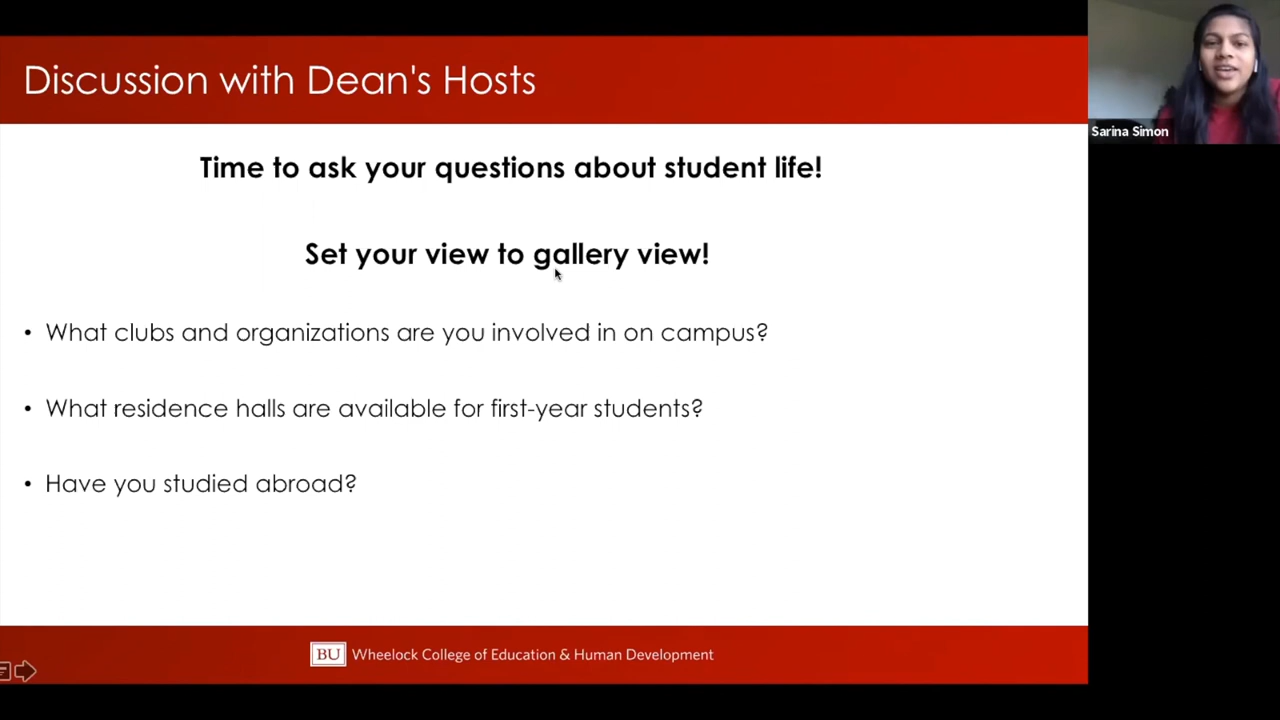 Discussion with Dean's Hosts
Sarina Simon
Time to ask your questions about student life!
Set your view to gallery view!
• What clubs and organizations are you involved in on campus?
• What residence halls are available for first-year students?
• Have you studied abroad?
BU Wheelock College of Education & Human Development